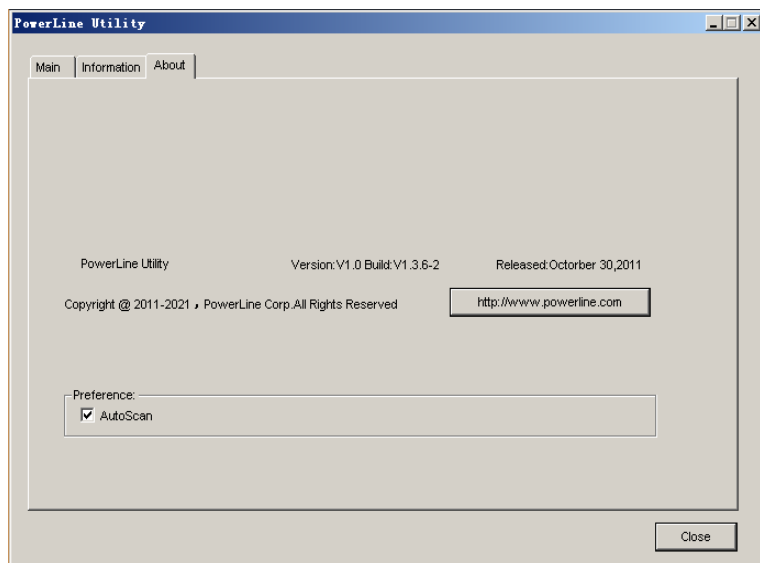 PowerLine Utility
Main Information About
PowerLine Utility Version:V1.0 Build:V1.3.6-2 Released:Octorber 30,2011
Copyright @ 2011-2021，PowerLine Corp.All Rights Reserved http://www.powerline.com
Preference:
AutoScan
Close